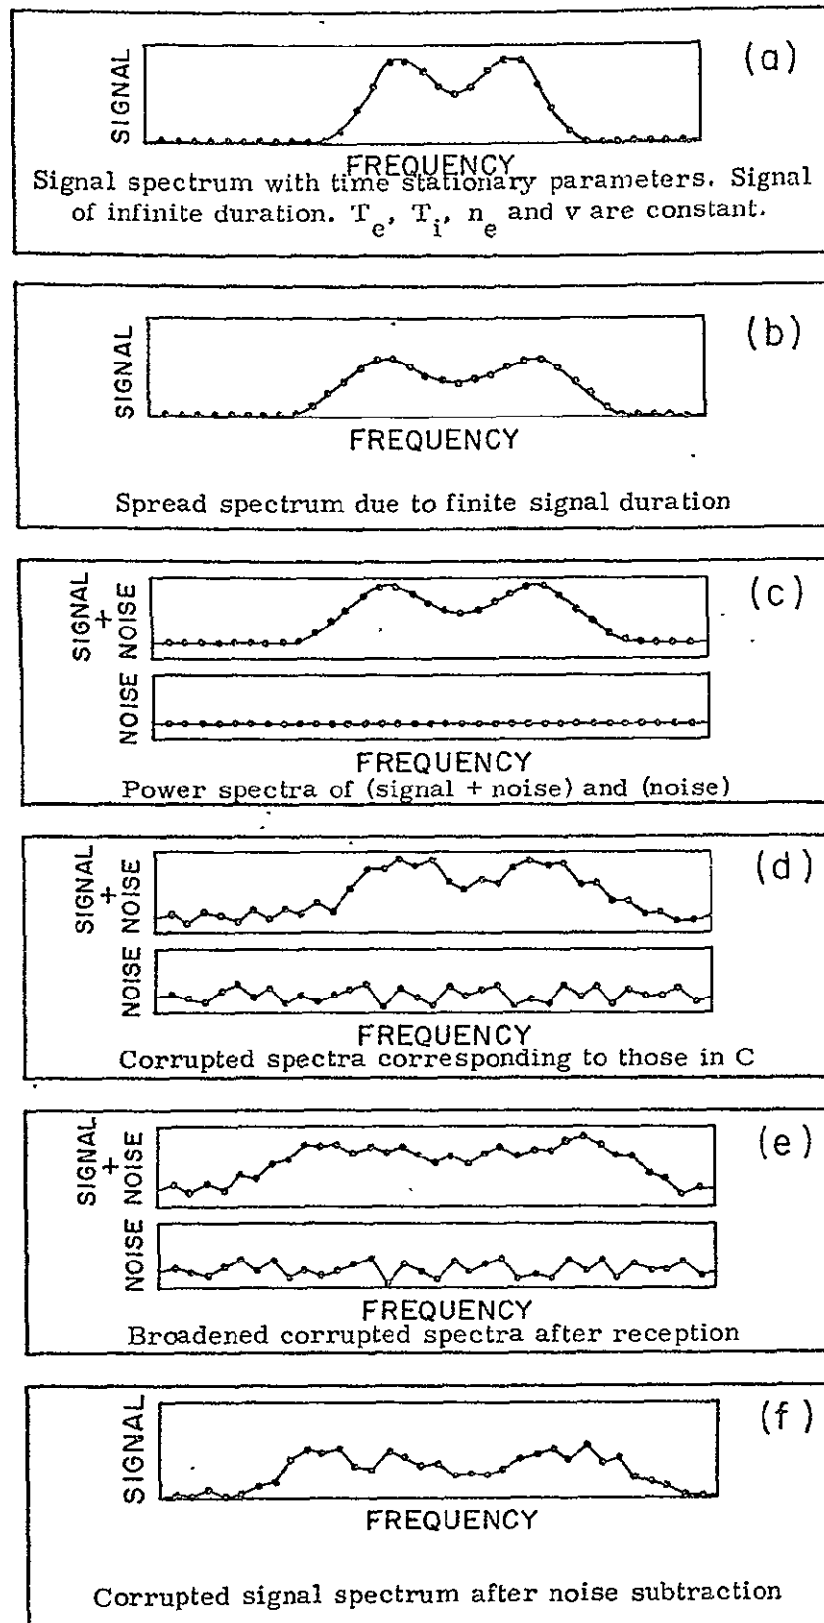 (a)
SIGNAL
FREQUENCY
Signal spectrum with time stationary parameters. Signal
of infinite duration. T_e, T_i, n_e and v are constant.
(b)
SIGNAL
FREQUENCY
Spread spectrum due to finite signal duration
(c)
SIGNAL
+
NOISE
NOISE
FREQUENCY
Power spectra of (signal + noise) and (noise)
(d)
SIGNAL
+
NOISE
NOISE
FREQUENCY
Corrupted spectra corresponding to those in C
(e)
SIGNAL
+
NOISE
NOISE
FREQUENCY
Broadened corrupted spectra after reception
(f)
SIGNAL
FREQUENCY
Corrupted signal spectrum after noise subtraction